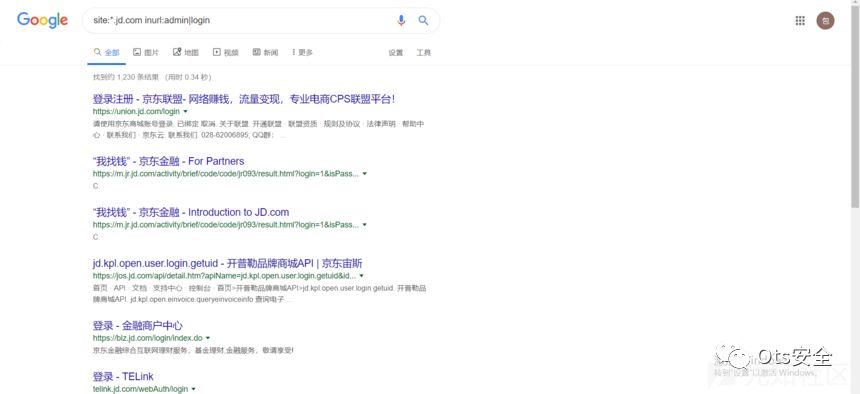 Google
site:*.jd.com inurl:admin|login
包
全部 图片 地图 视频 新闻 更多 设置 工具
找到约 1,230 条结果 （用时 0.34 秒）
登录注册 - 京东联盟- 网络赚钱，流量变现，专业电商CPS联盟平台!
https://union.jd.com/login
请使用京东商城账号登录. 已绑定 取消. 关于联盟. 开通联盟 · 联盟资质 · 规则及协议 · 法律声明 · 帮助中
心 · 联系我们 · 京东云. 联系我们. 028-62006895; QQ群: ...
“我找钱” - 京东金融 - For Partners
https://m.jr.jd.com/activity/brief/code/code/jr093/result.html?login=1&isPass...
C.
“我找钱” - 京东金融 - Introduction to JD.com
https://m.jr.jd.com/activity/brief/code/code/jr093/result.html?login=1&isPass...
C.
jd.kpl.open.user.login.getuid - 开普勒品牌商城API | 京东宙斯
https://jos.jd.com/api/detail.htm?apiName=jd.kpl.open.user.login.getuid&id...
首页 · API · 文档 · 支持中心 · 控制台 · 首页>开普勒品牌商城API>jd.kpl.open.user.login.getuid. 开普勒品
牌商城API. jd.kpl.open.einvoice.queryeinvoiceinfo 查询电子 ...
登录 - 金融商户中心
https://biz.jd.com/login/index.do
京东金融综合互联网理财服务，基金理财,金融服务，敬请享受!
登录 - TELink
telink.jd.com/webAuth/login
Ots安全
转到"设置"以激活 Windows。